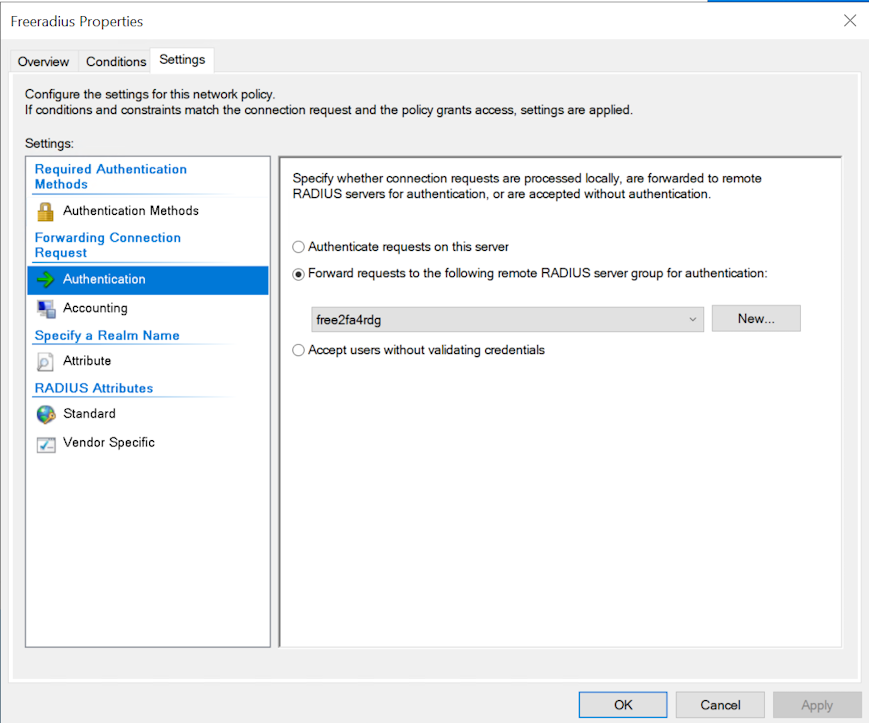 Freeradius Properties
Overview
Conditions
Settings
Configure the settings for this network policy.
If conditions and constraints match the connection request and the policy grants access, settings are applied.
Settings:
Required Authentication
Methods
Authentication Methods
Forwarding Connection
Request
Authentication
Accounting
Specify a Realm Name
Attribute
RADIUS Attributes
Standard
Vendor Specific
Specify whether connection requests are processed locally, are forwarded to remote
RADIUS servers for authentication, or are accepted without authentication.
Authenticate requests on this server
Forward requests to the following remote RADIUS server group for authentication:
free2fa4rdg
New...
Accept users without validating credentials
OK
Cancel
Apply